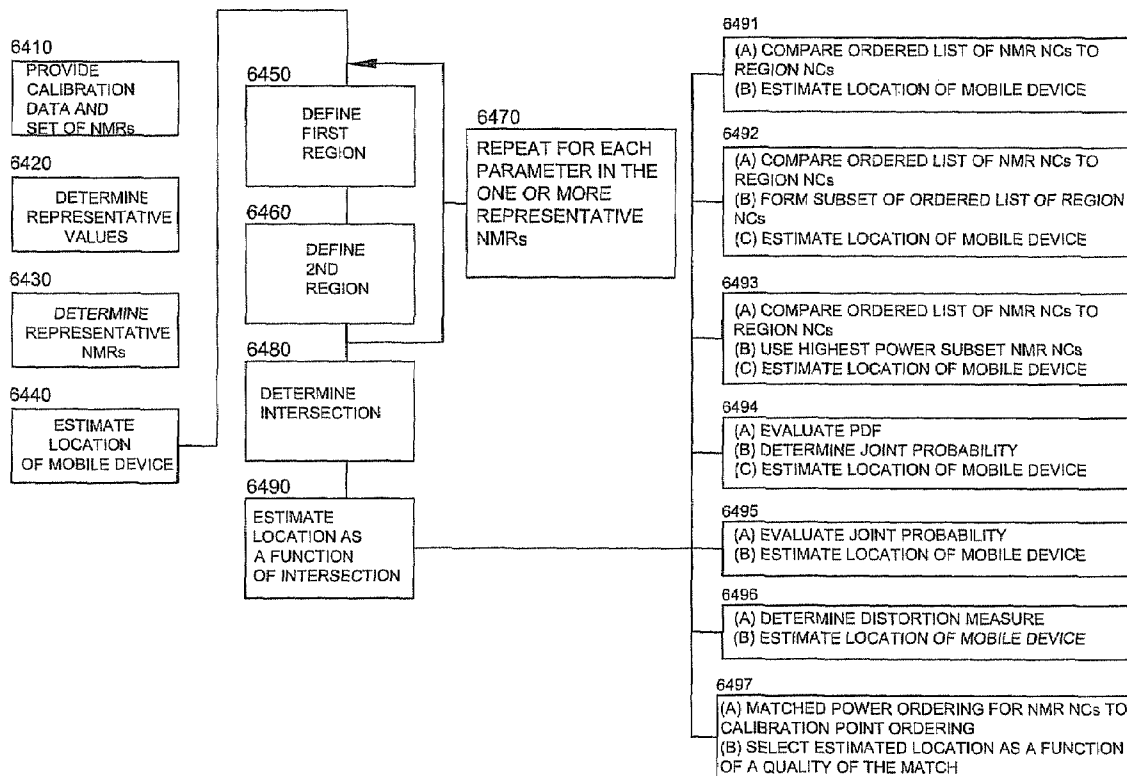 6410
PROVIDE
CALIBRATION
DATA AND
SET OF NMRs
6420
DETERMINE
REPRESENTATIVE
VALUES
6430
DETERMINE
REPRESENTATIVE
NMRs
6440
ESTIMATE
LOCATION
OF MOBILE DEVICE
6450
DEFINE
FIRST
REGION
6460
DEFINE
2ND
REGION
6470
REPEAT FOR EACH
PARAMETER IN THE
ONE OR MORE
REPRESENTATIVE
NMRs
6480
DETERMINE
INTERSECTION
6490
ESTIMATE
LOCATION AS
A FUNCTION
OF INTERSECTION
6491
(A) COMPARE ORDERED LIST OF NMR NCs TO
REGION NCs
(B) ESTIMATE LOCATION OF MOBILE DEVICE
6492
(A) COMPARE ORDERED LIST OF NMR NCs TO
REGION NCs
(B) FORM SUBSET OF ORDERED LIST OF REGION
NCs
(C) ESTIMATE LOCATION OF MOBILE DEVICE
6493
(A) COMPARE ORDERED LIST OF NMR NCs TO
REGION NCs
(B) USE HIGHEST POWER SUBSET NMR NCs
(C) ESTIMATE LOCATION OF MOBILE DEVICE
6494
(A) EVALUATE PDF
(B) DETERMINE JOINT PROBABILITY
(C) ESTIMATE LOCATION OF MOBILE DEVICE
6495
(A) EVALUATE JOINT PROBABILITY
(B) ESTIMATE LOCATION OF MOBILE DEVICE
6496
(A) DETERMINE DISTORTION MEASURE
(B) ESTIMATE LOCATION OF MOBILE DEVICE
6497
(A) MATCHED POWER ORDERING FOR NMR NCs TO
CALIBRATION POINT ORDERING
(B) SELECT ESTIMATED LOCATION AS A FUNCTION
OF A QUALITY OF THE MATCH